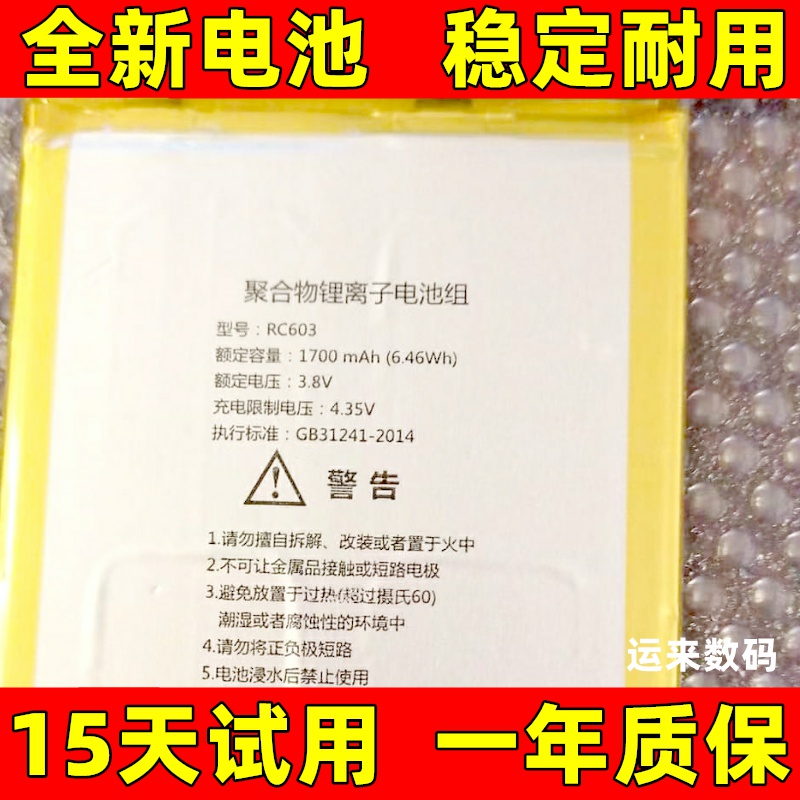 全新电池 稳定耐用
聚合物锂离子电池组
型号：RC603
额定容量：1700 mAh (6.46Wh)
额定电压：3.8V
充电限制电压：4.35V
执行标准：GB31241-2014
警告
1.请勿擅自拆解、改装或者置于火中
2.不可让金属品接触或短路电极
3.避免放置于过热(超过摄氏60)
潮湿或者腐蚀性的环境中
4.请勿将正负极短路
5.电池浸水后禁止使用
运来数码
15天试用 一年质保